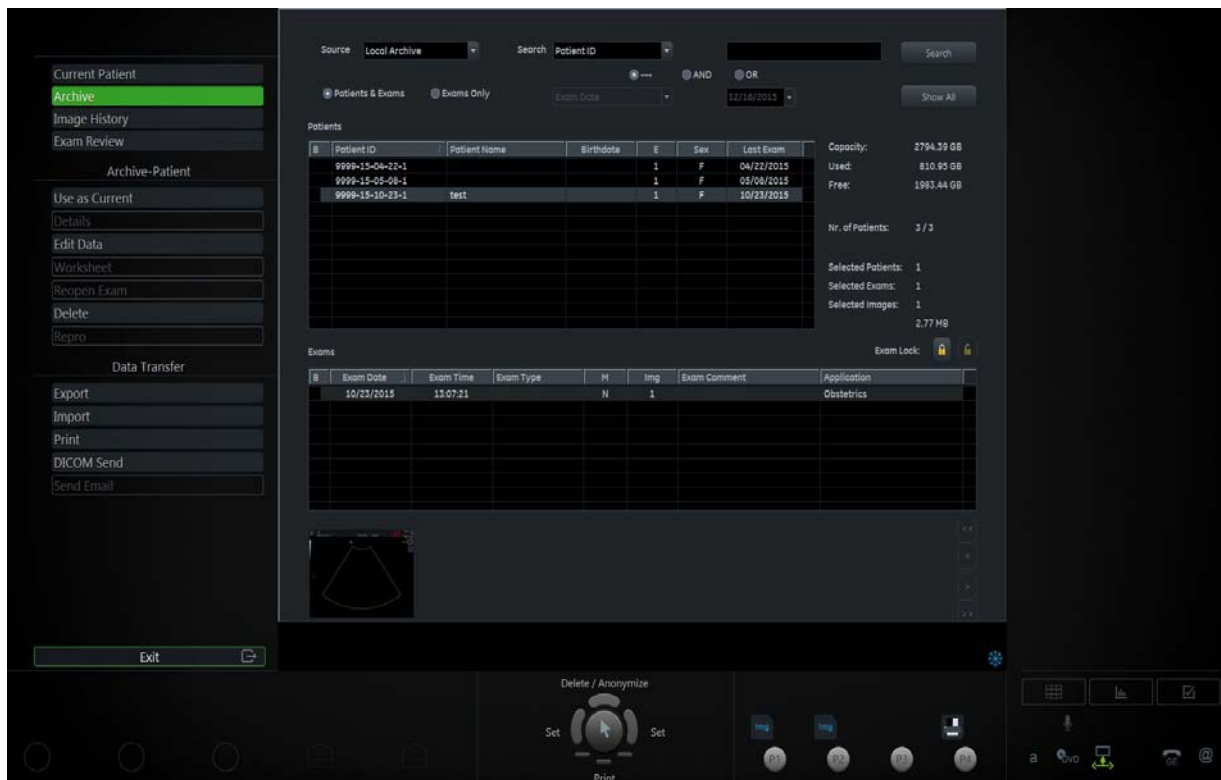 Source Local Archive Search Patient ID Search
--- AND OR
Patients & Exams Exams Only Exam Date 12/16/2015 Show All
Current Patient
Archive
Image History
Exam Review
Archive-Patient
Use as Current
Details
Edit Data
Worksheet
Reopen Exam
Delete
Repro
Data Transfer
Export
Import
Print
DICOM Send
Send Email
Exit
Patients
B Patient ID Patient Name Birthdate E Sex Last Exam
9999-15-04-22-1 1 F 04/22/2015
9999-15-05-08-1 1 F 05/08/2015
9999-15-10-23-1 test 1 F 10/23/2015
Capacity: 2794.39 GB
Used: 810.95 GB
Free: 1983.44 GB
Nr. of Patients: 3 / 3
Selected Patients: 1
Selected Exams: 1
Selected Images: 1
2.77 MB
Exams
Exam Lock:
B Exam Date Exam Time Exam Type M Img Exam Comment Application
10/23/2015 13:07:21 N 1 Obstetrics
<<
<
>
>>
Delete / Anonymize
Set Set
Print
Img Img
P1 P2 P3 P4
a DVD GE @